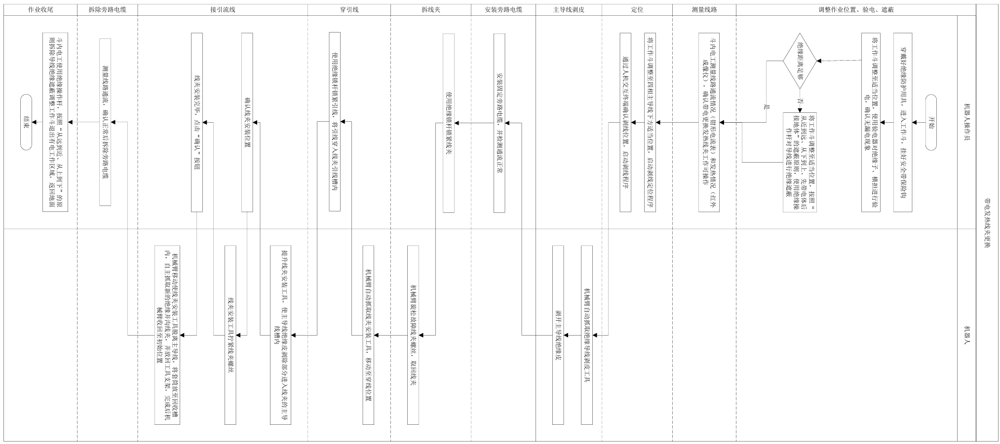 带电发热线夹更换
机器人操作员
机器人
调整作业位置、验电、遮蔽
开始
穿戴好绝缘防护用具，进入工作斗，挂好安全带保险钩
将工作斗调整至适当位置，使用验电器对绝缘子、横担进行验
电，确认无漏电现象
绝缘距离足够
是
否
将工作斗调整至适当位置，按照“
从近到远、从下到上、先带电体后
接地体”的遮蔽原则，使用绝缘操
作杆对导线进行绝缘遮蔽
测量线路
斗内电工测量线路通流情况（钳形电流表）和发热情况（红外
成像仪），确认带电更换发热线夹工作可操作
定位
将工作斗调整至四相主导线下方适当位置，启动剥线定位程序
通过人机交互终端确认剥线位置，启动剥线程序
主导线剥皮
机械臂自动抓取绝缘导线剥皮工具
剥开主导线绝缘皮
安装旁路电缆
安装固定旁路电缆，并检测通流正常
拆线夹
使用绝缘锁杆锁紧线夹
机械臂旋松故障线夹螺丝，取回线夹
穿引线
机械臂自动抓取线夹安装工具，移动至穿线位置
使用绝缘锁杆锁紧引线，将引线穿入线夹引线槽内
接引流线
提升线夹安装工具，使主导线绝缘皮剥除部分进入线夹的主导
线槽内
确认线夹安装位置
线夹安装工具拧紧线夹螺丝
线夹安装完毕，点击“确认”按钮
机械臂移动使线夹安装工具脱离主导线，将套筒放至回收槽
内，自主抓取新的绝缘并沟线夹，并放回工具支架，完成后机
械臂收回至初始位置
拆除旁路电缆
测量线路通流，确认正常后拆除旁路电缆
作业收尾
斗内电工使用绝缘操作杆，按照“从远到近、从上到下”的原
则拆除导线绝缘遮蔽调整工作斗退出有电工作区域，返回地面
结束